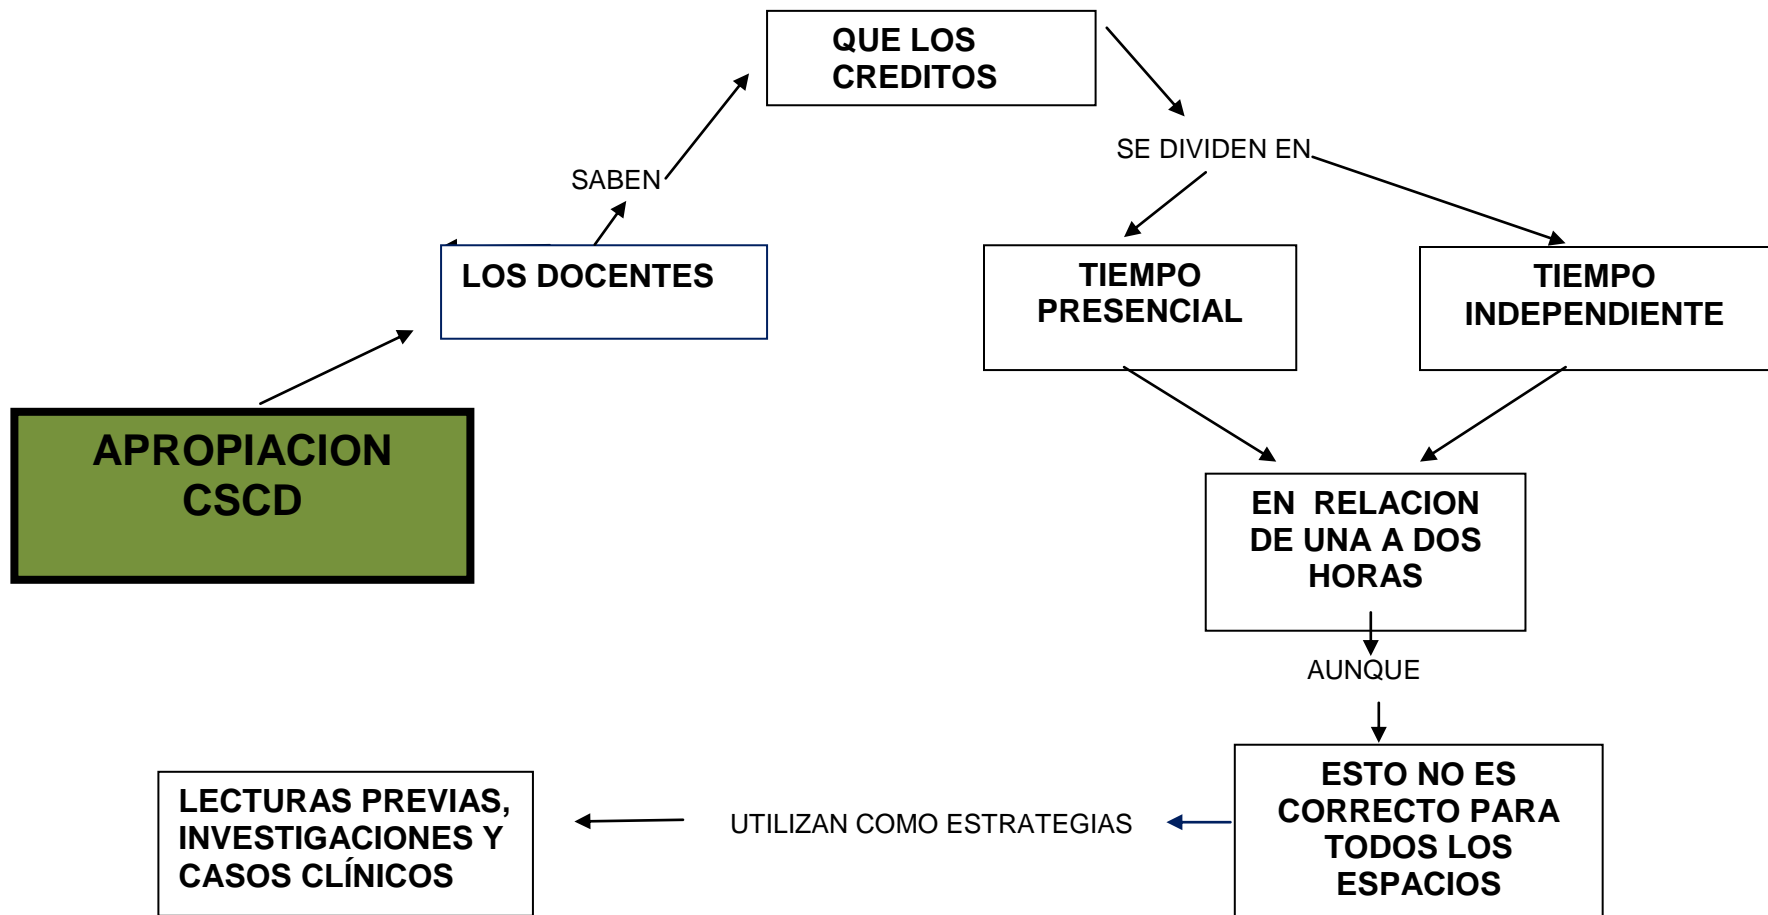 QUE LOS
CREDITOS
SE DIVIDEN EN
SABEN
LOS DOCENTES
TIEMPO
PRESENCIAL
TIEMPO
INDEPENDIENTE
APROPIACION
CSCD
EN RELACION
DE UNA A DOS
HORAS
AUNQUE
ESTO NO ES
CORRECTO PARA
TODOS LOS
ESPACIOS
UTILIZAN COMO ESTRATEGIAS
LECTURAS PREVIAS,
INVESTIGACIONES Y
CASOS CLÍNICOS